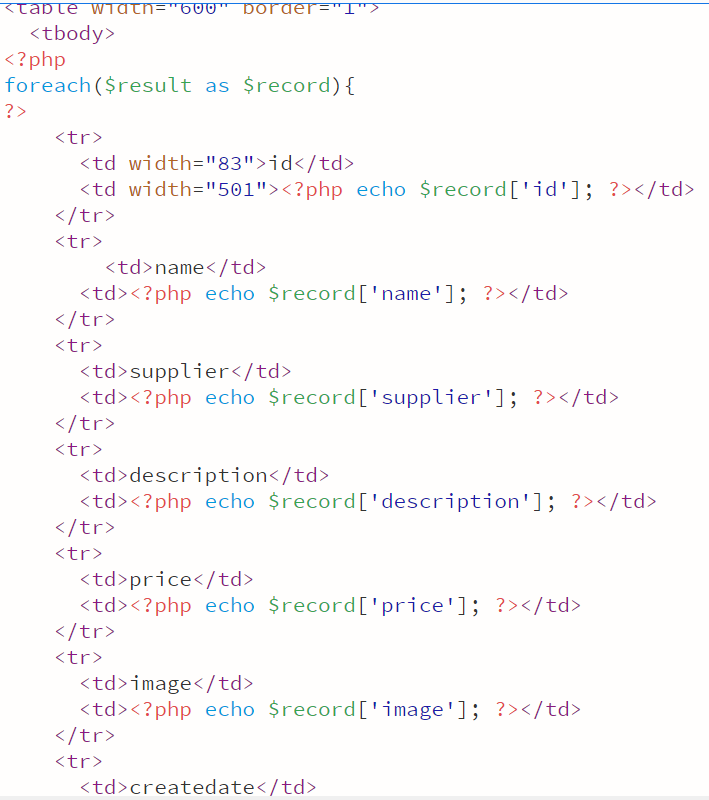 <table width="600" border="1">
<tbody>
<?php
foreach($result as $record){
?>
<tr>
<td width="83">id</td>
<td width="501"><?php echo $record['id']; ?></td>
</tr>
<tr>
<td>name</td>
<td><?php echo $record['name']; ?></td>
</tr>
<tr>
<td>supplier</td>
<td><?php echo $record['supplier']; ?></td>
</tr>
<tr>
<td>description</td>
<td><?php echo $record['description']; ?></td>
</tr>
<tr>
<td>price</td>
<td><?php echo $record['price']; ?></td>
</tr>
<tr>
<td>image</td>
<td><?php echo $record['image']; ?></td>
</tr>
<tr>
<td>createdate</td>